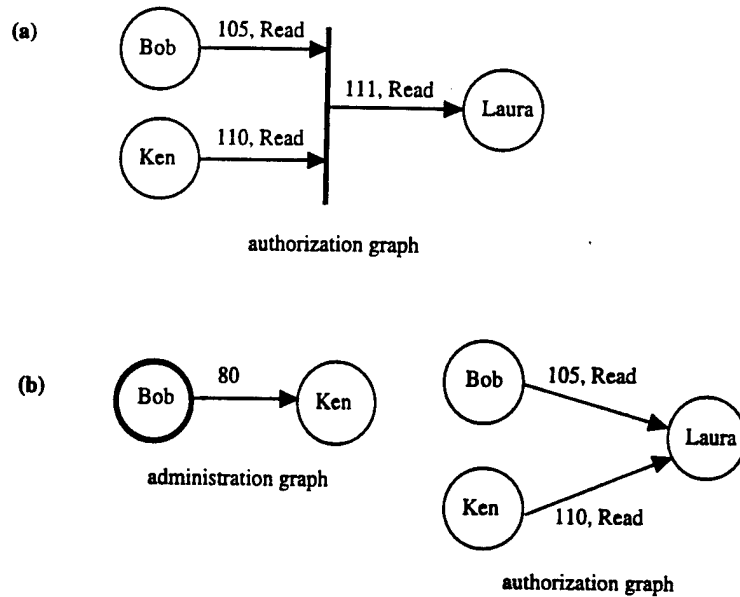 (a)
Bob
105, Read
111, Read
Laura
Ken
110, Read
authorization graph
(b)
Bob
80
Ken
administration graph
Bob
105, Read
Laura
Ken
110, Read
authorization graph